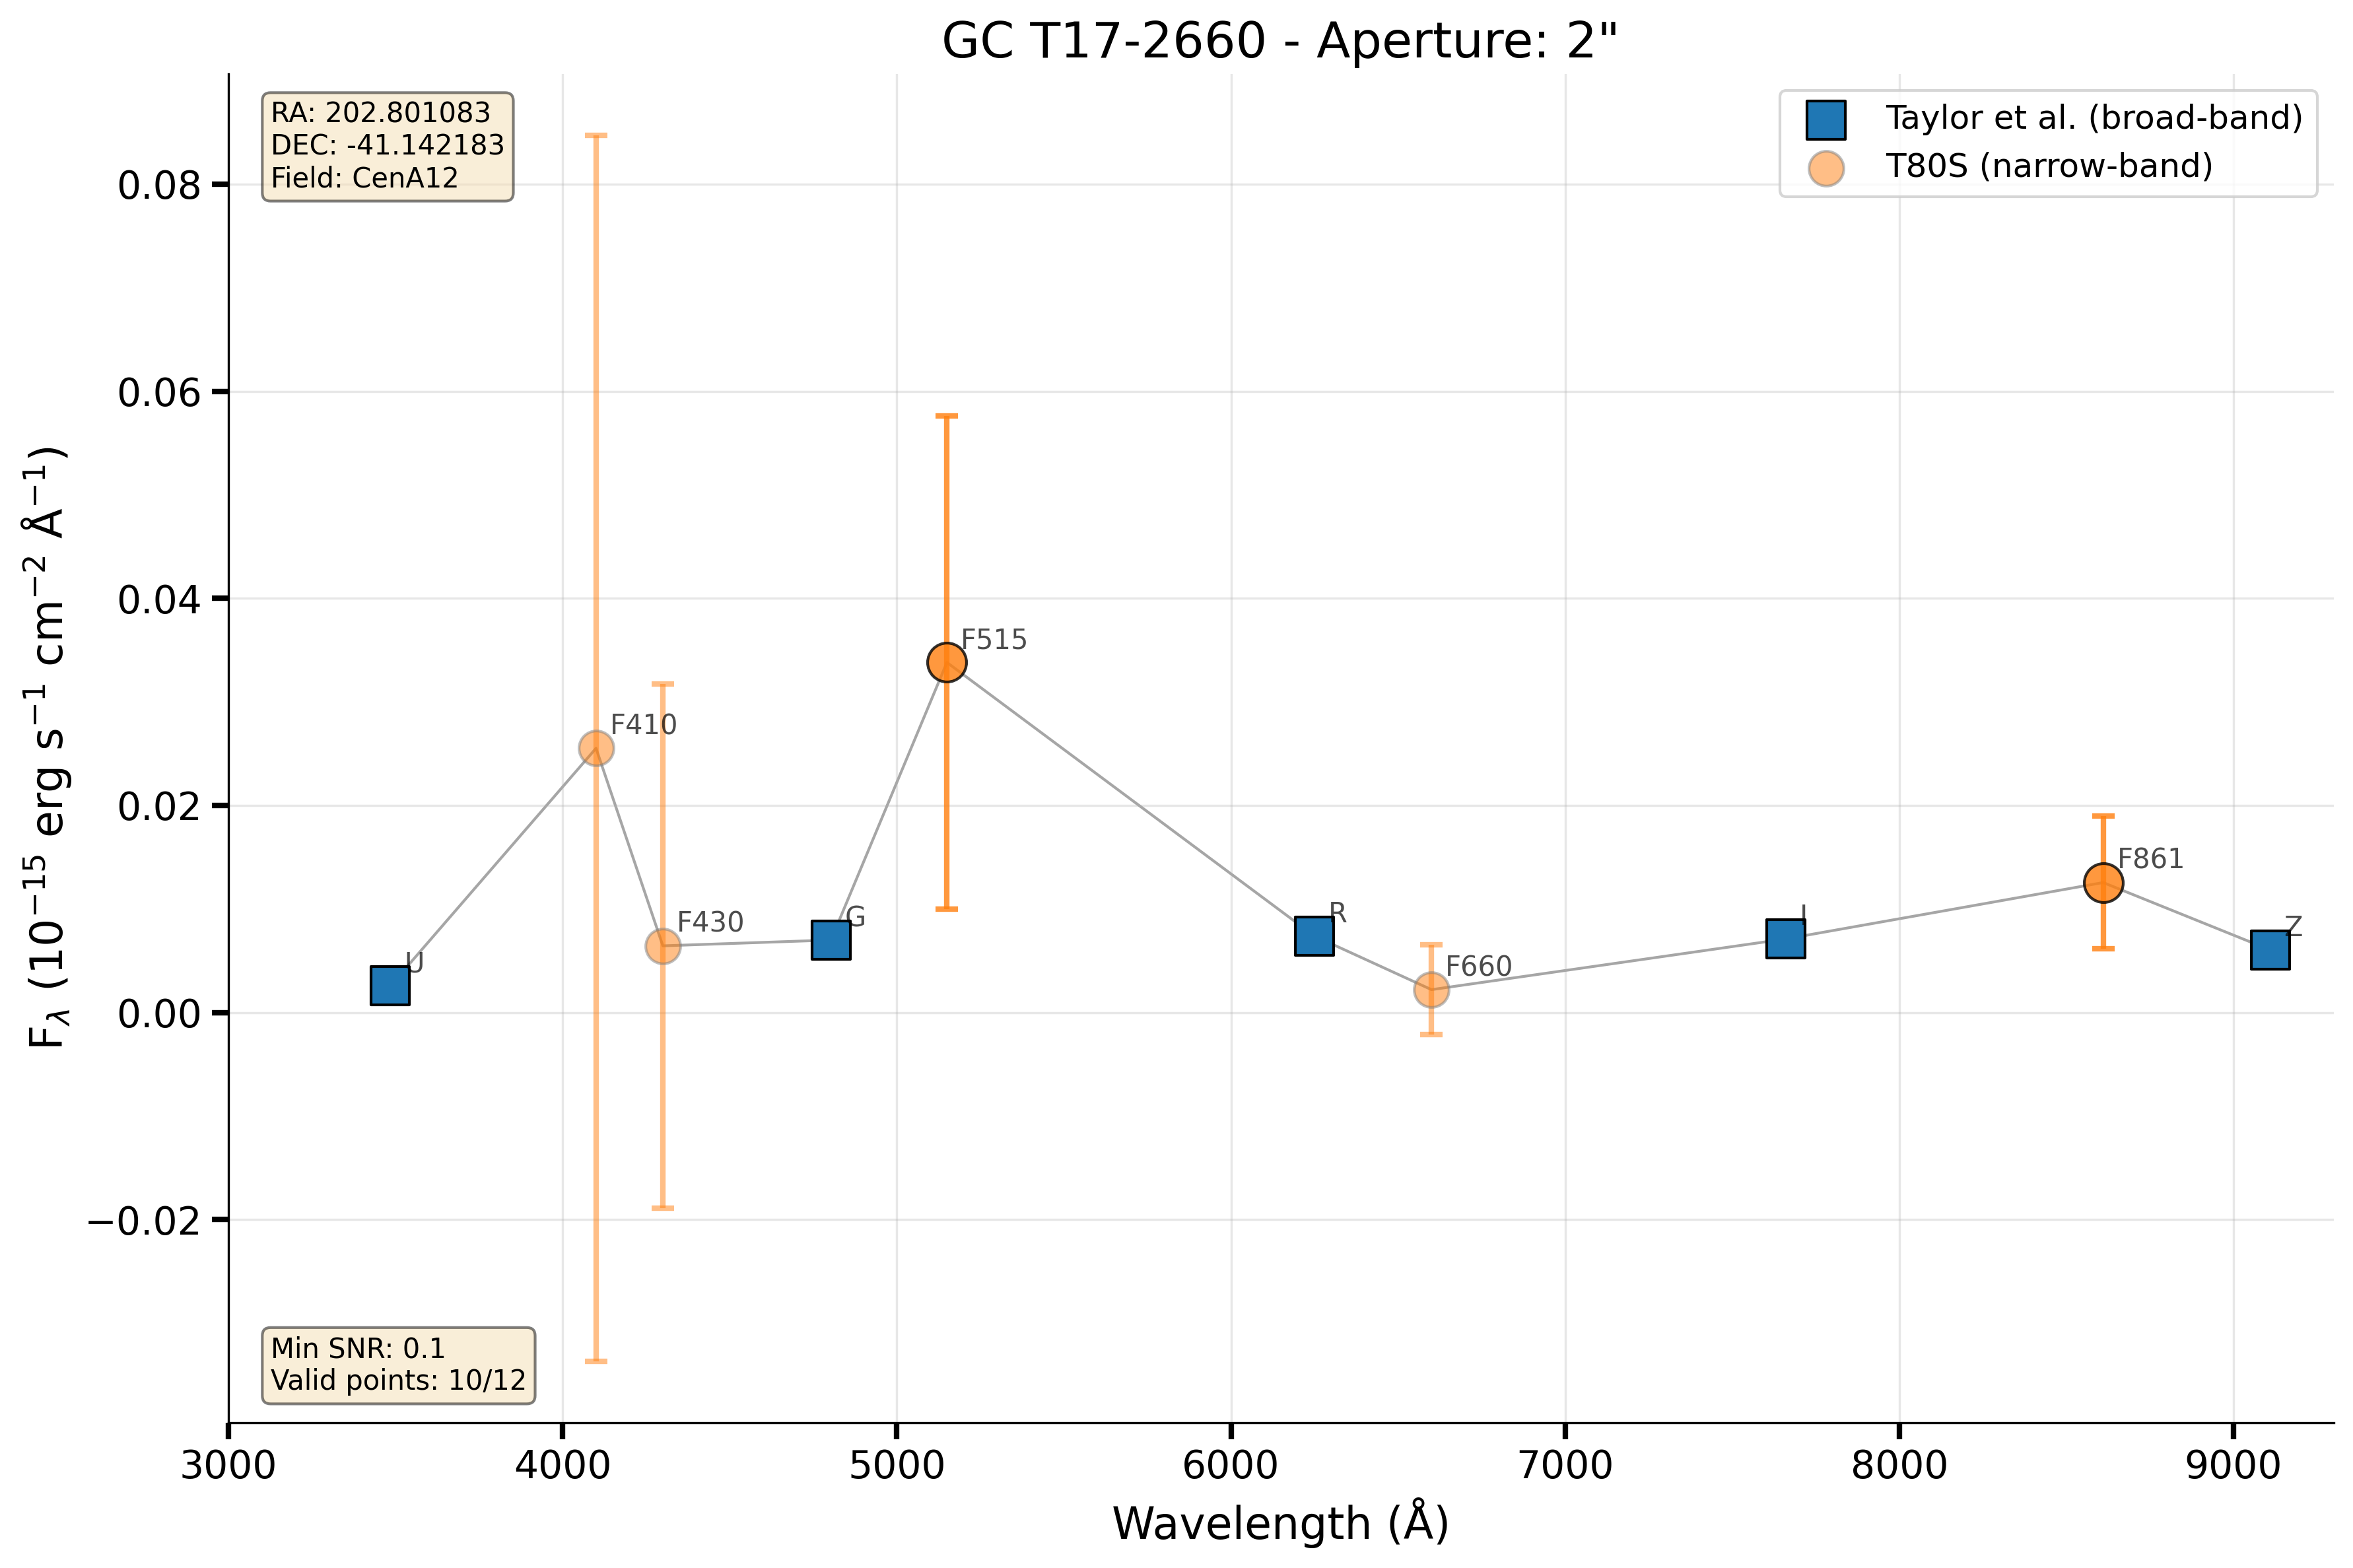 GC T17-2660 - Aperture: 2"
RA: 202.801083
DEC: -41.142183
Field: CenA12
Taylor et al. (broad-band)
T80S (narrow-band)
0.08
0.06
0.04
0.02
0.00
−0.02
F_λ (10⁻¹⁵ erg s⁻¹ cm⁻² Å⁻¹)
U
F410
F430
G
F515
R
F660
I
F861
Z
Min SNR: 0.1
Valid points: 10/12
3000 4000 5000 6000 7000 8000 9000
Wavelength (Å)